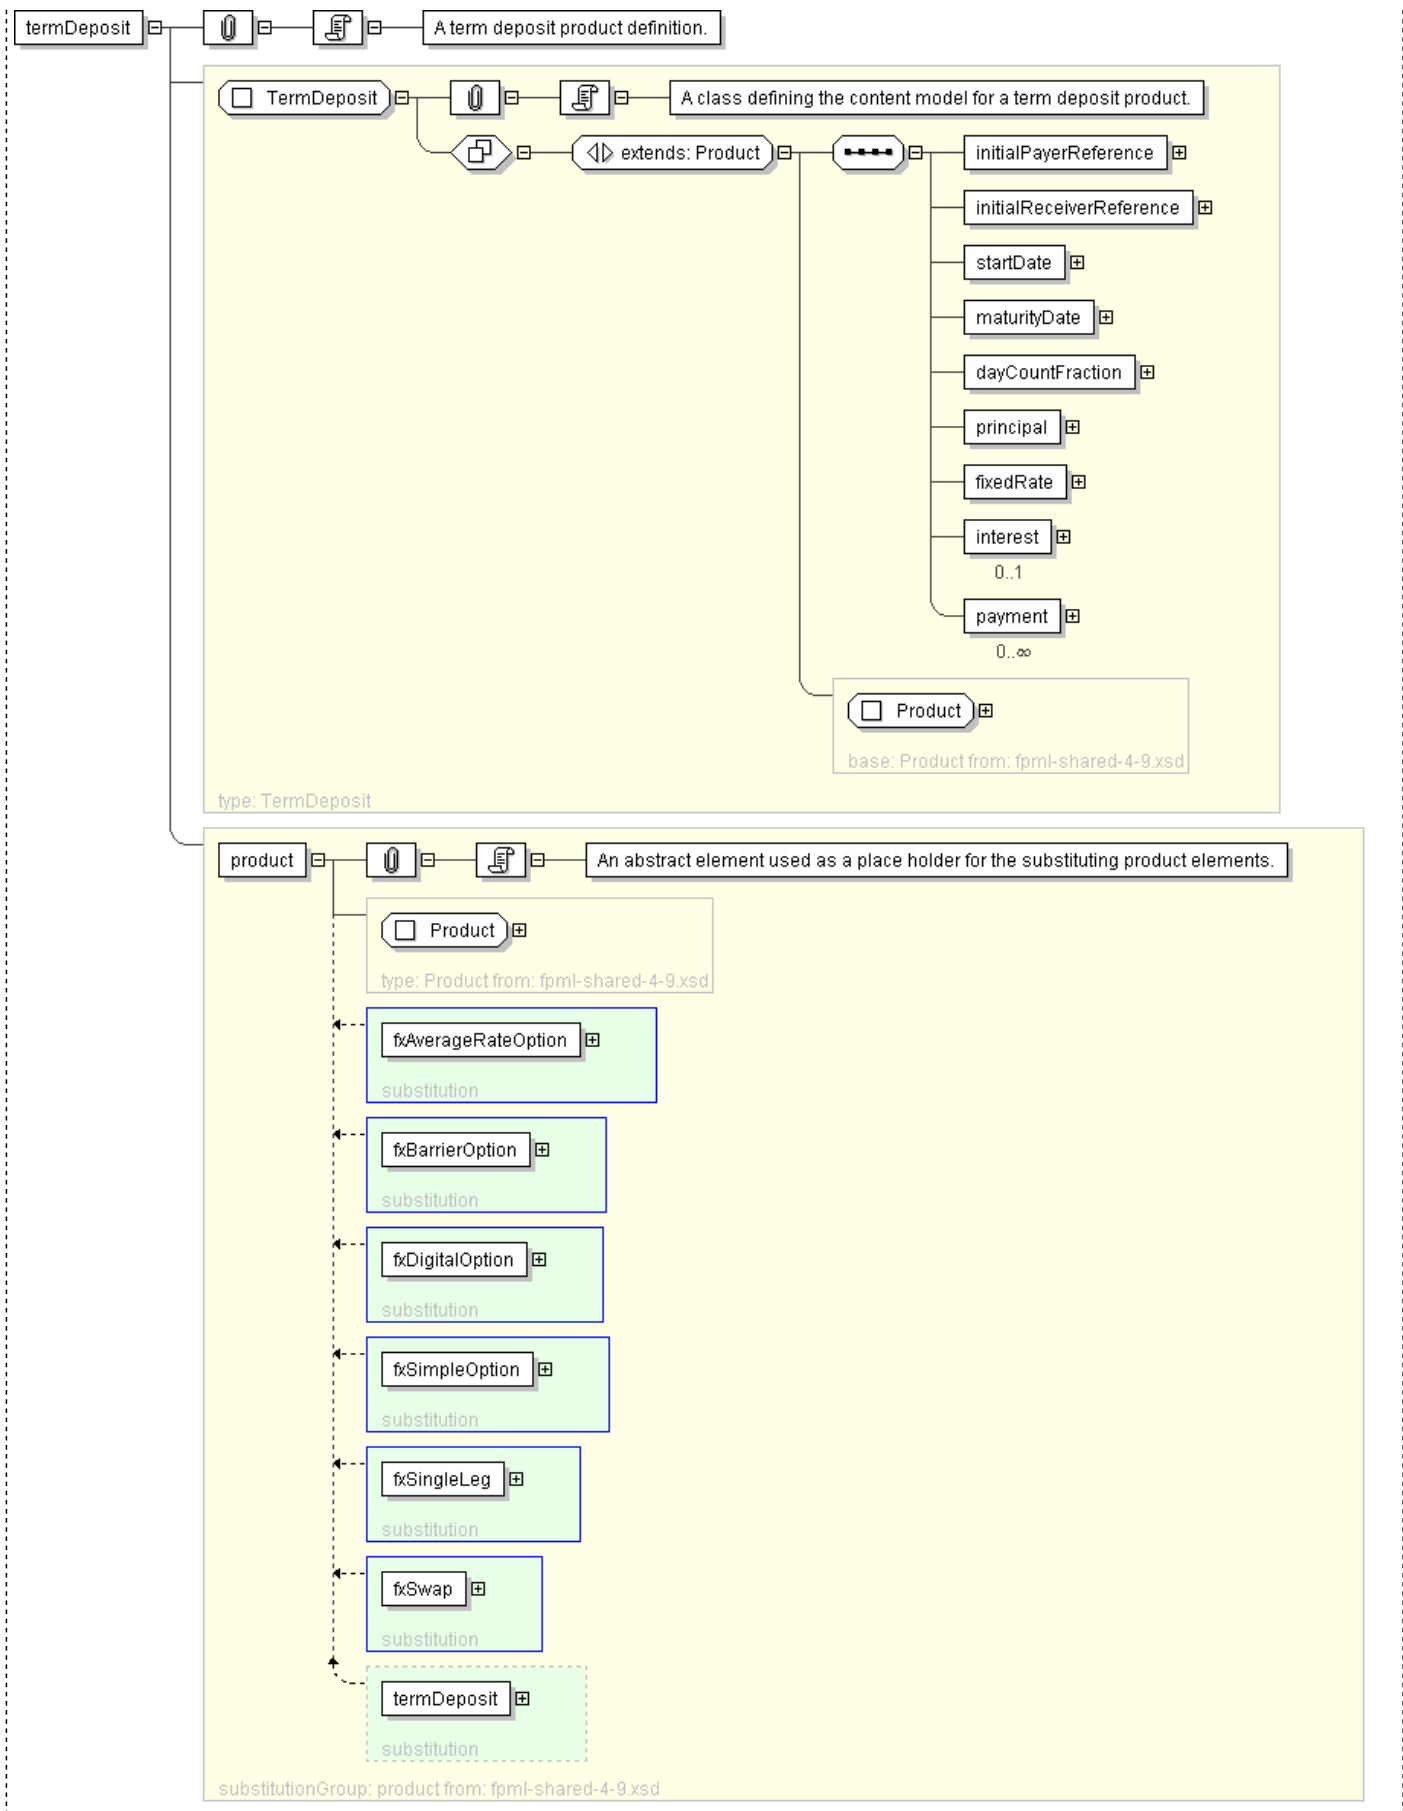 termDeposit
A term deposit product definition.
TermDeposit
A class defining the content model for a term deposit product.
extends: Product
initialPayerReference
initialReceiverReference
startDate
maturityDate
dayCountFraction
principal
fixedRate
interest
0..1
payment
0..∞
Product
base: Product from: fpml-shared-4-9.xsd
type: TermDeposit
product
An abstract element used as a place holder for the substituting product elements.
Product
type: Product from: fpml-shared-4-9.xsd
fxAverageRateOption
substitution
fxBarrierOption
substitution
fxDigitalOption
substitution
fxSimpleOption
substitution
fxSingleLeg
substitution
fxSwap
substitution
termDeposit
substitution
substitutionGroup: product from: fpml-shared-4-9.xsd